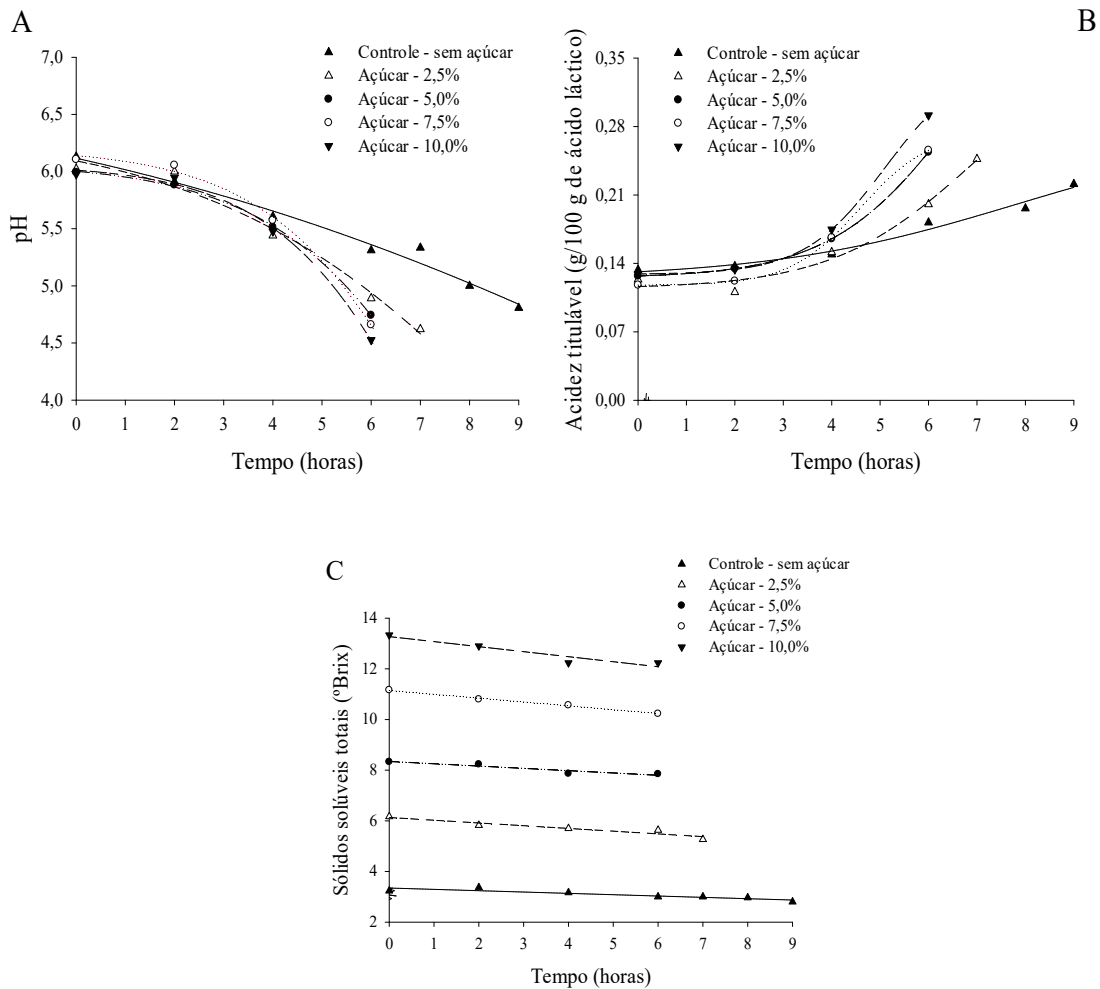 A
pH
7,0
6,5
6,0
5,5
5,0
4,5
4,0
0 1 2 3 4 5 6 7 8 9
Tempo (horas)
Controle - sem açúcar
Açúcar - 2,5%
Açúcar - 5,0%
Açúcar - 7,5%
Açúcar - 10,0%
B
Acidez titulável (g/100 g de ácido láctico)
0,35
0,28
0,21
0,14
0,07
0,00
0 1 2 3 4 5 6 7 8 9
Tempo (horas)
Controle - sem açúcar
Açúcar - 2,5%
Açúcar - 5,0%
Açúcar - 7,5%
Açúcar - 10,0%
C
Sólidos solúveis totais (ºBrix)
14
12
10
8
6
4
2
0 1 2 3 4 5 6 7 8 9
Tempo (horas)
Controle - sem açúcar
Açúcar - 2,5%
Açúcar - 5,0%
Açúcar - 7,5%
Açúcar - 10,0%